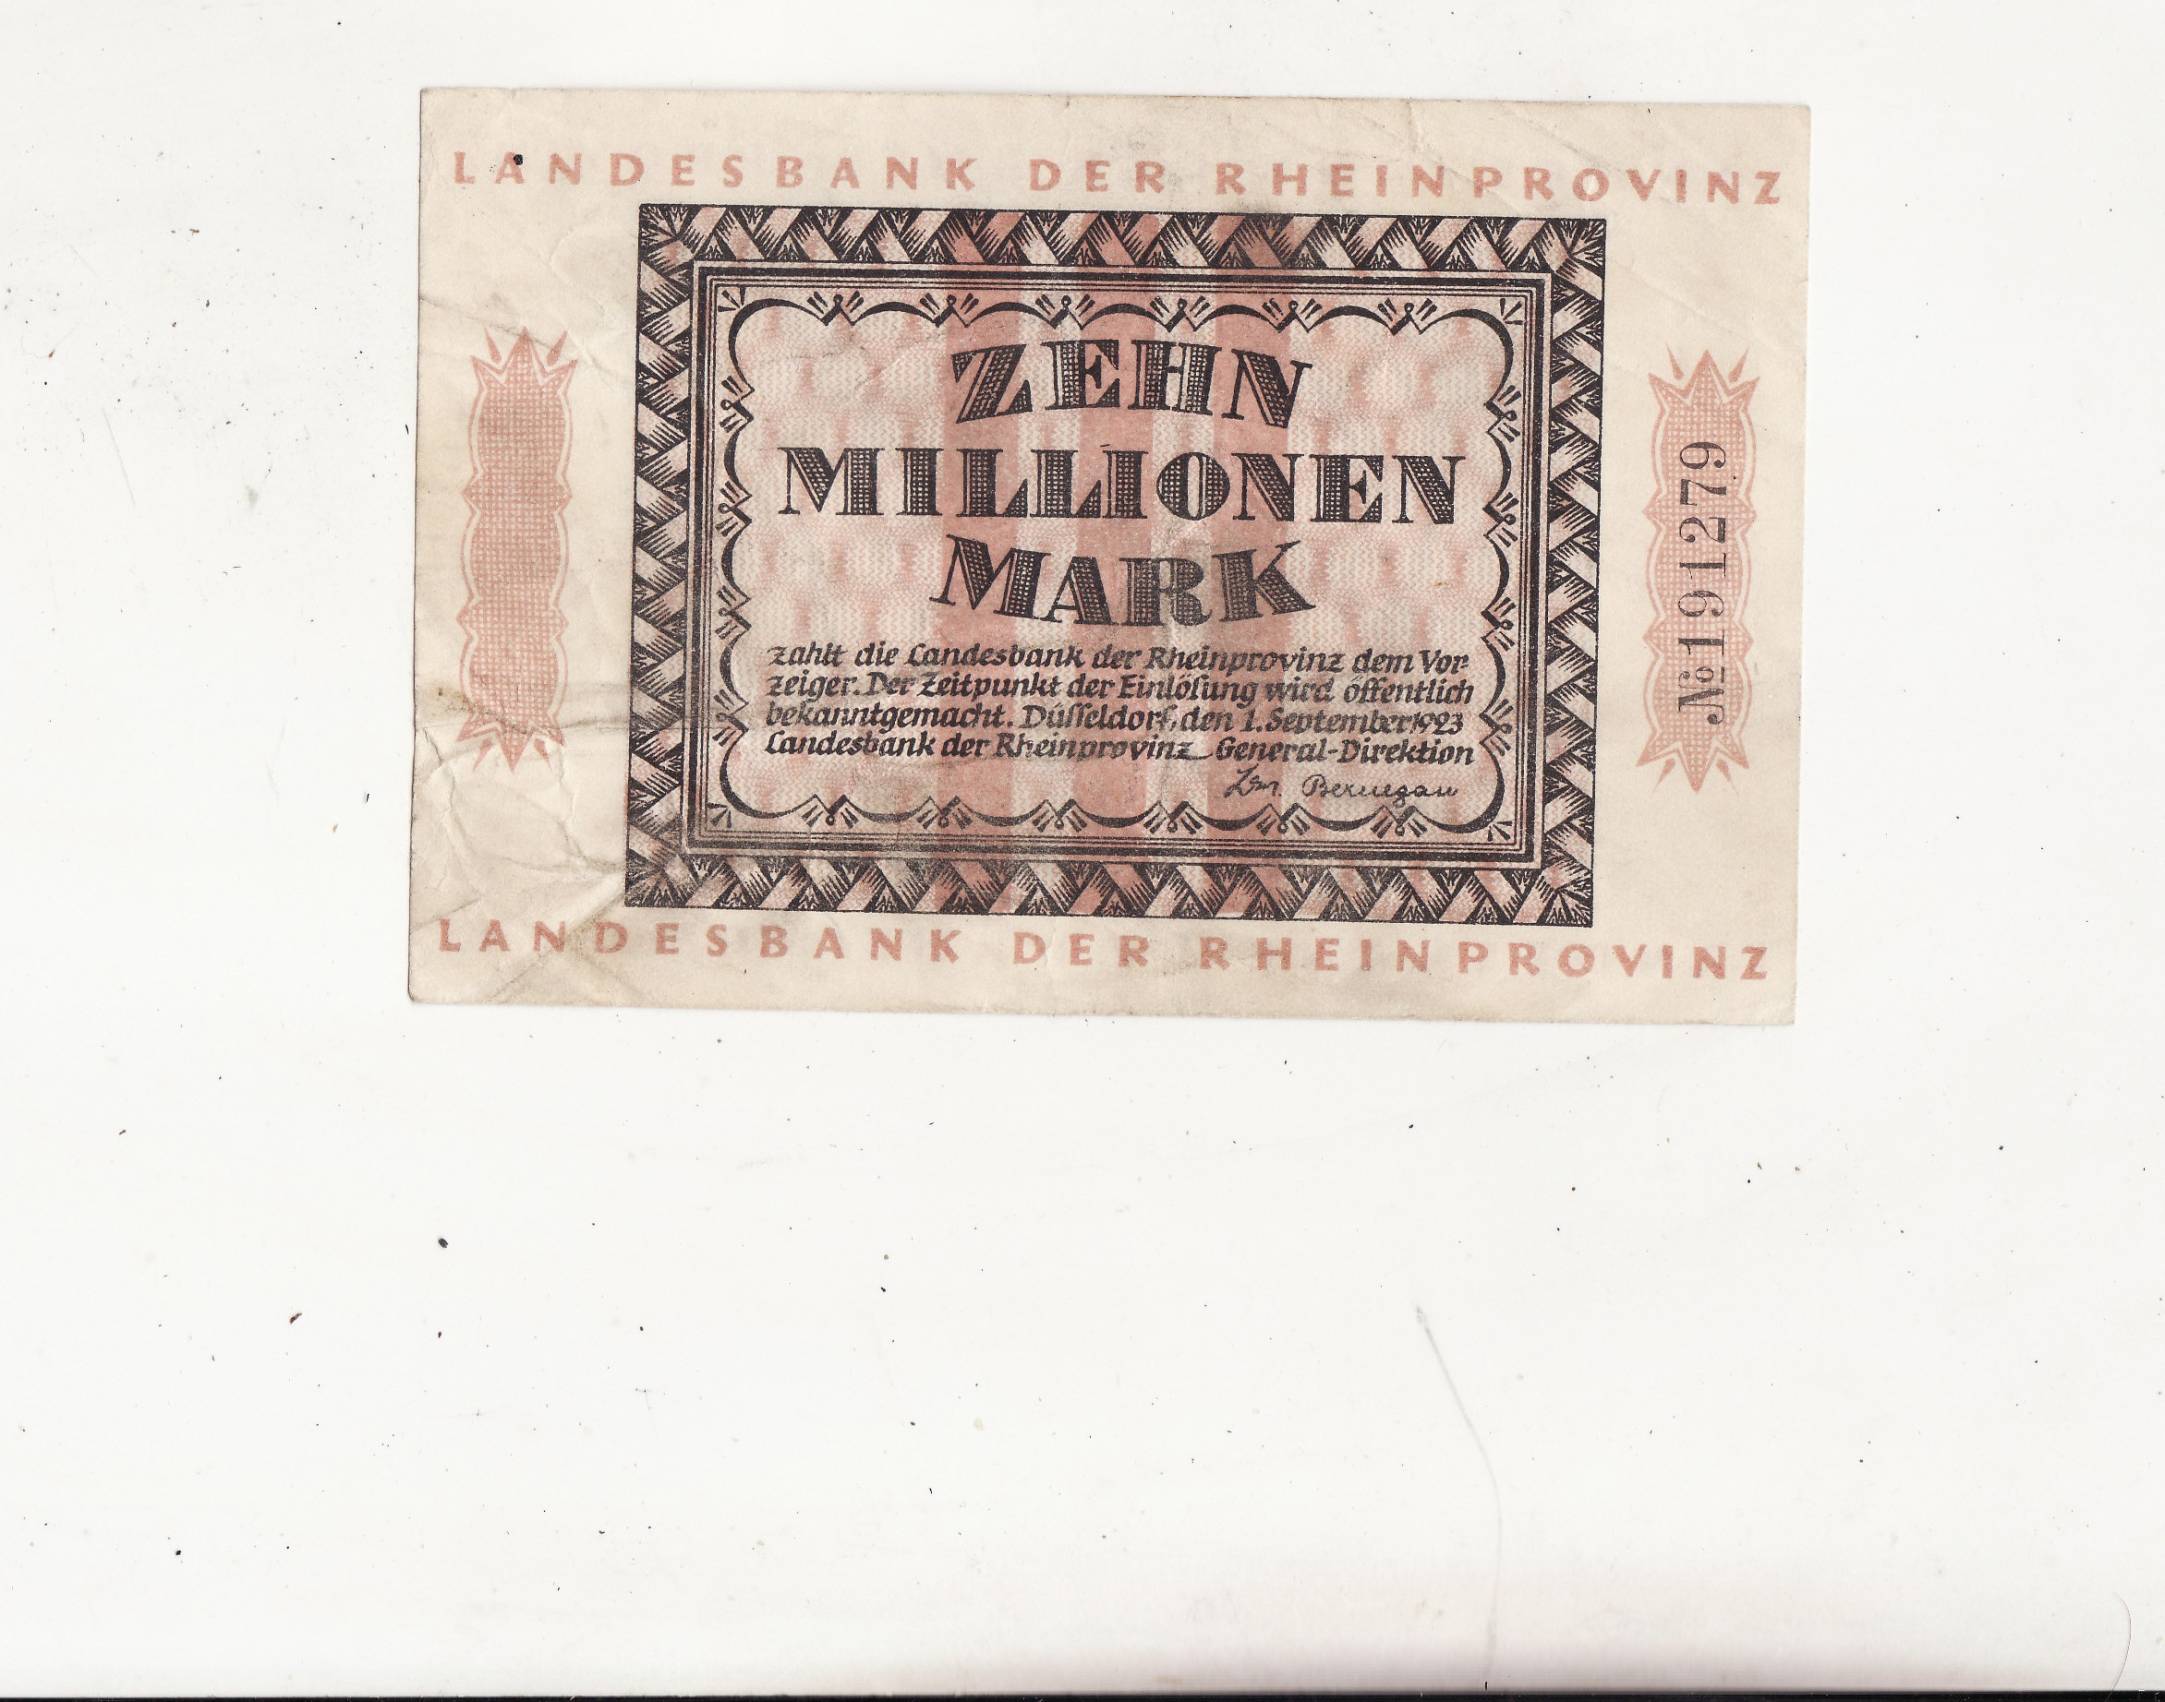 LANDESBANK DER RHEINPROVINZ
ZEHN
MILLIONEN
MARK
zahlt die Landesbank der Rheinprovinz dem Vor-
zeiger. Der Zeitpunkt der Einlösung wird öffentlich
bekanntgemacht. Düsseldorf, den 1. September 1923
Landesbank der Rheinprovinz General-Direktion
Bernegau
№ 191279
LANDESBANK DER RHEINPROVINZ